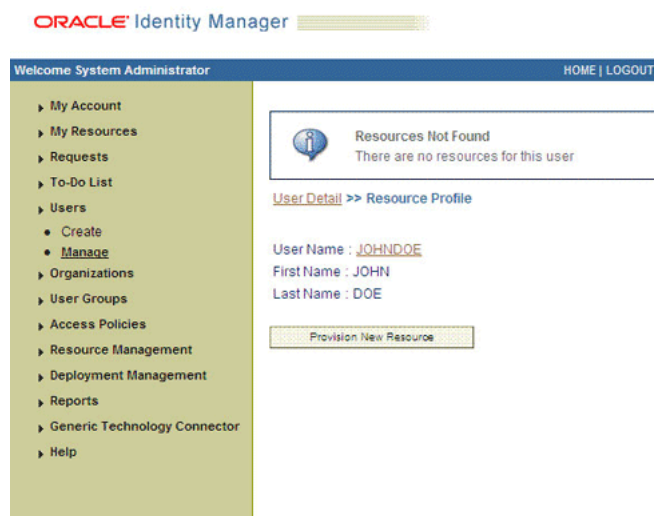 ORACLE Identity Manager
Welcome System Administrator
HOME | LOGOUT
My Account
My Resources
Requests
To-Do List
Users
Create
Manage
Organizations
User Groups
Access Policies
Resource Management
Deployment Management
Reports
Generic Technology Connector
Help
Resources Not Found
There are no resources for this user
User Detail >> Resource Profile
User Name : JOHNDOE
First Name : JOHN
Last Name : DOE
Provision New Resource